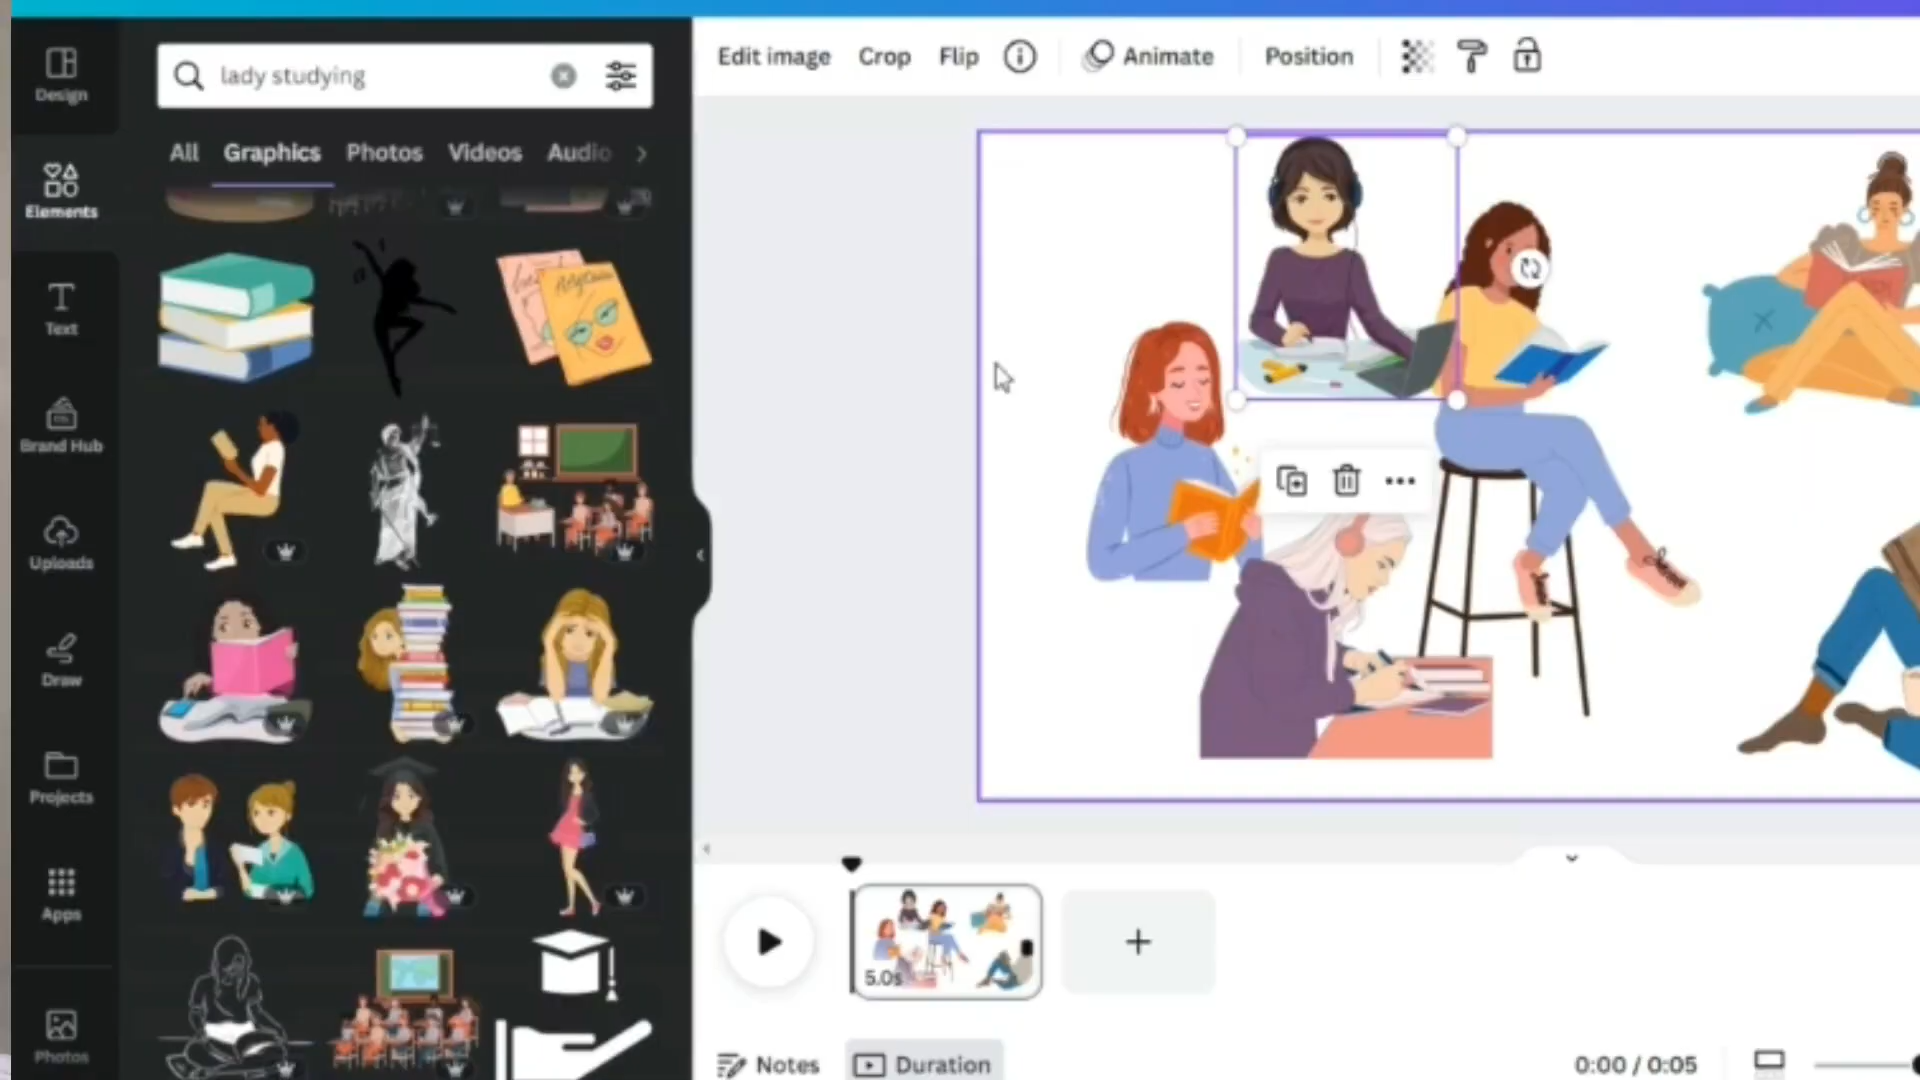 Design
Elements
Text
Brand Hub
Uploads
Draw
Projects
Apps
Photos
lady studying
All Graphics Photos Videos Audio
Edit image Crop Flip Animate Position
5.0s
Notes Duration
0:00 / 0:05